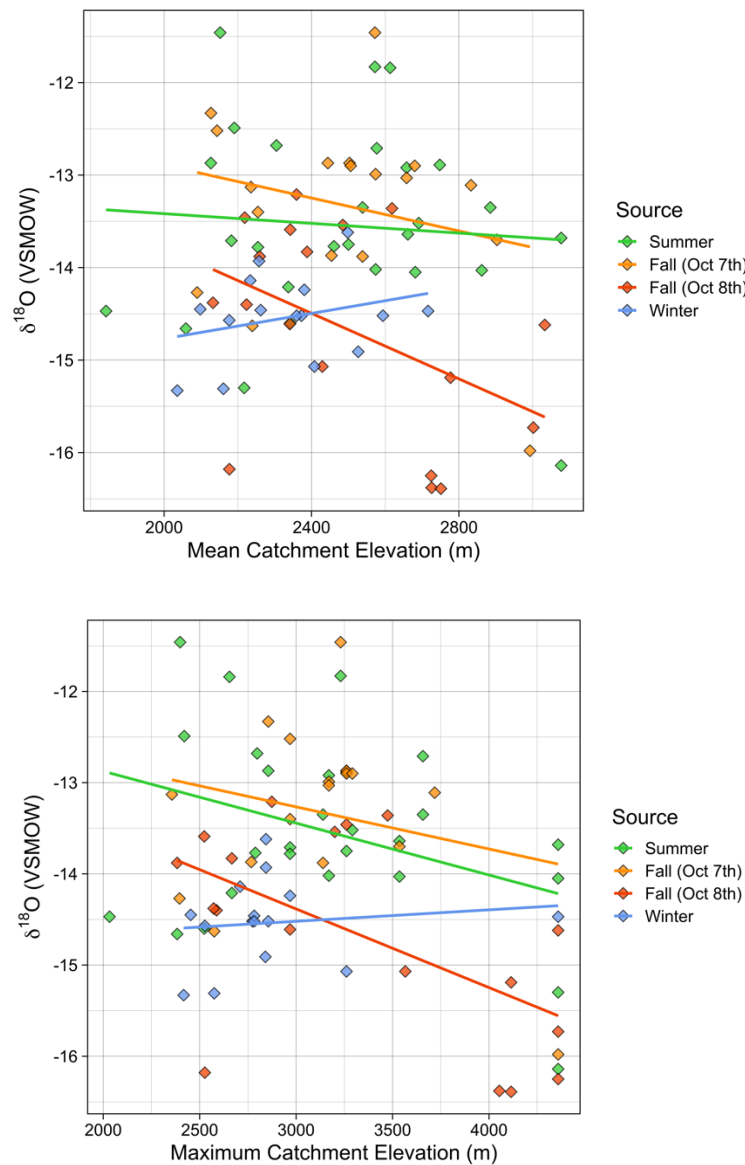 -12
-13
-14
-15
-16
δ18O (VSMOW)
2000 2400 2800
Mean Catchment Elevation (m)
Source
Summer
Fall (Oct 7th)
Fall (Oct 8th)
Winter
-12
-13
-14
-15
-16
δ18O (VSMOW)
2000 2500 3000 3500 4000
Maximum Catchment Elevation (m)
Source
Summer
Fall (Oct 7th)
Fall (Oct 8th)
Winter